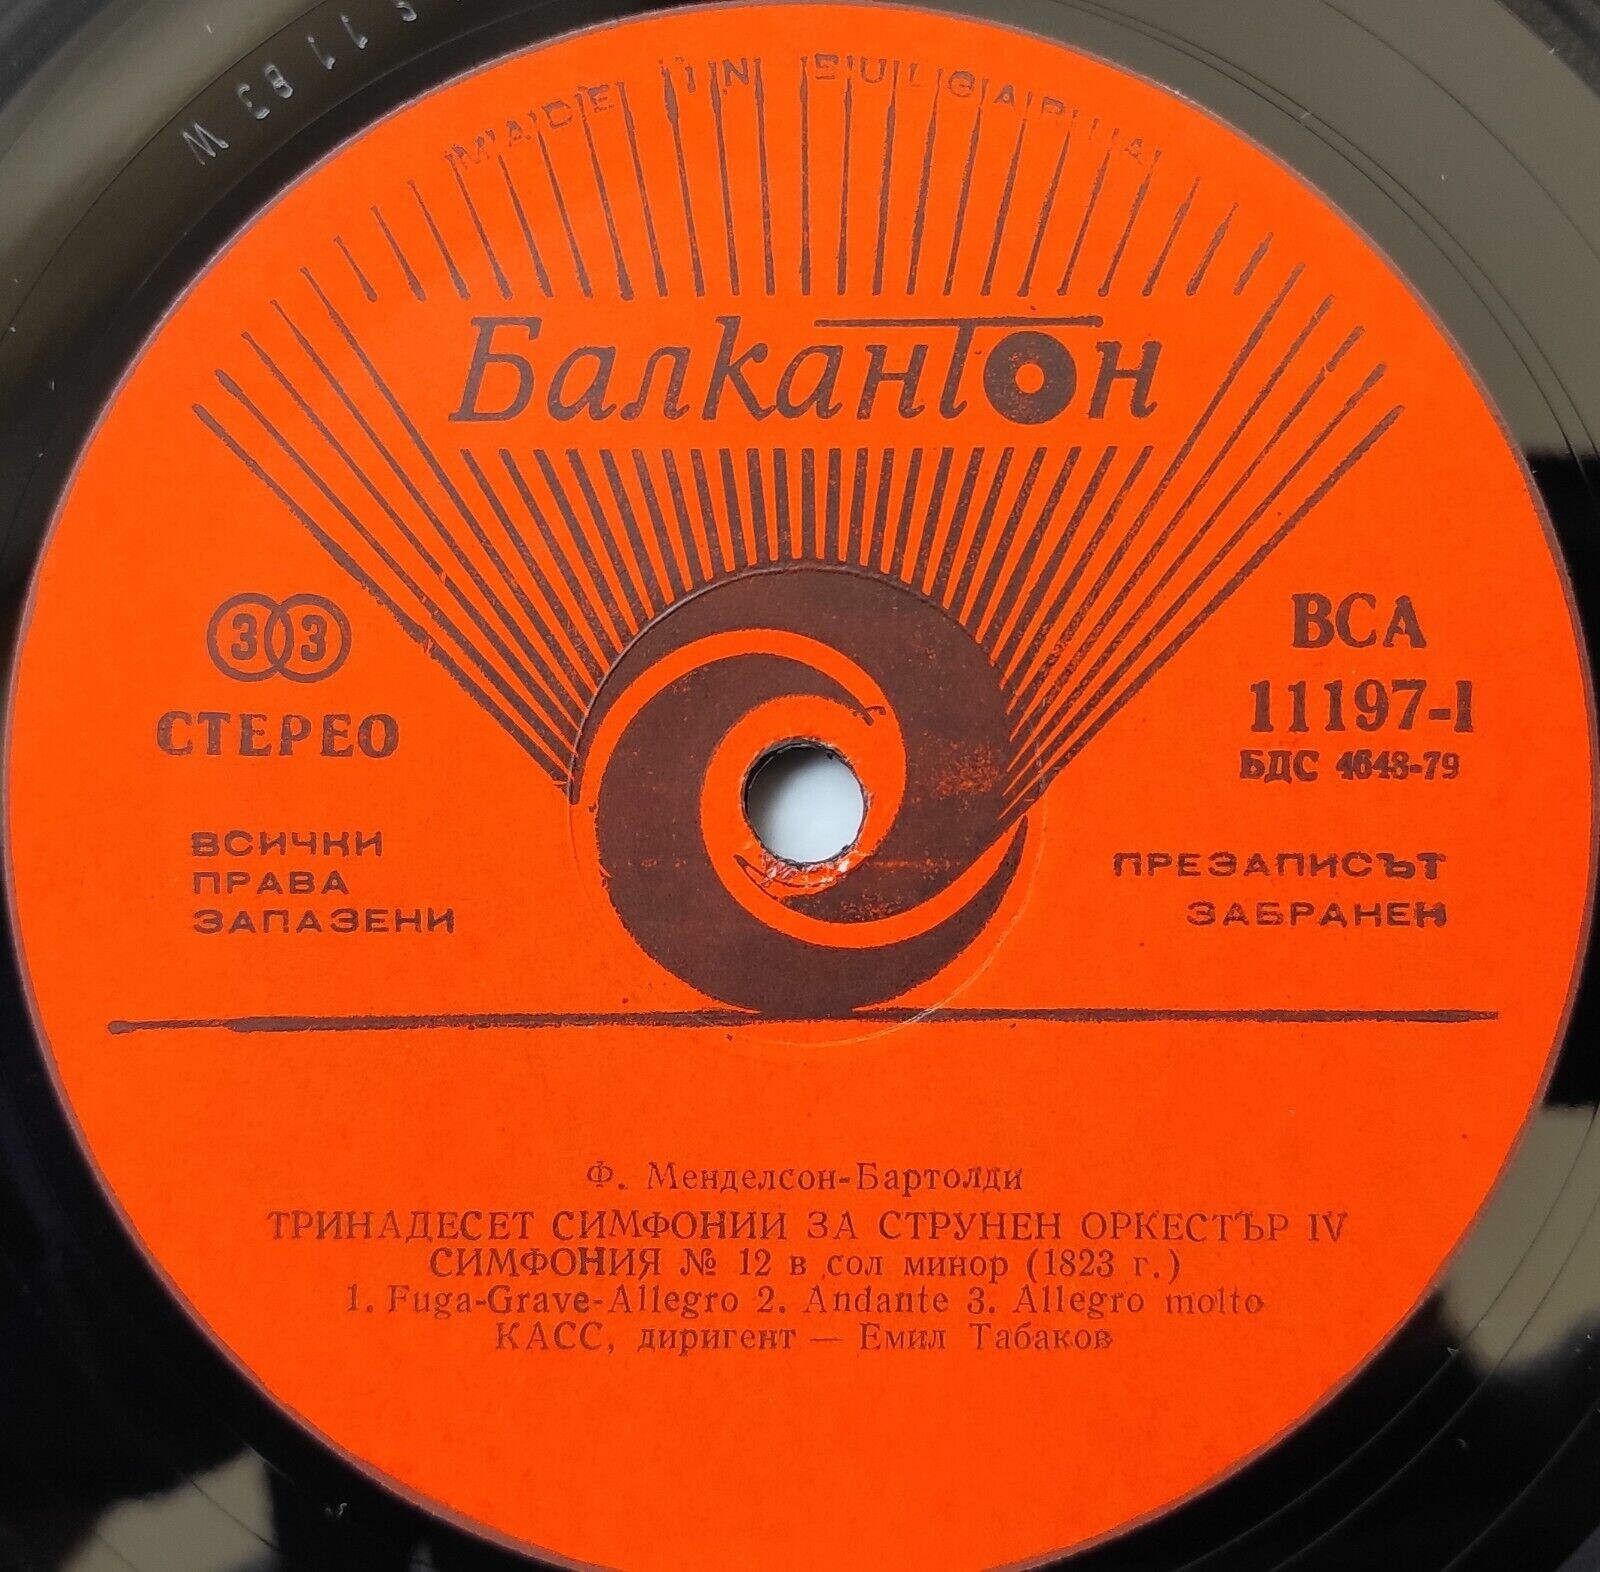 MADE IN BULGARIA
Балкантон
33
СТЕРЕО
ВСА
11197-I
БДС 4648-79
ВСИЧКИ
ПРАВА
ЗАПАЗЕНИ
ПРЕЗАПИСЪТ
ЗАБРАНЕН
Ф. Менделсон-Бартолди
ТРИНАДЕСЕТ СИМФОНИИ ЗА СТРУНЕН ОРКЕСТЪР IV
СИМФОНИЯ № 12 в сол минор (1823 г.)
1. Fuga-Grave-Allegro 2. Andante 3. Allegro molto
КАСС, диригент — Емил Табаков